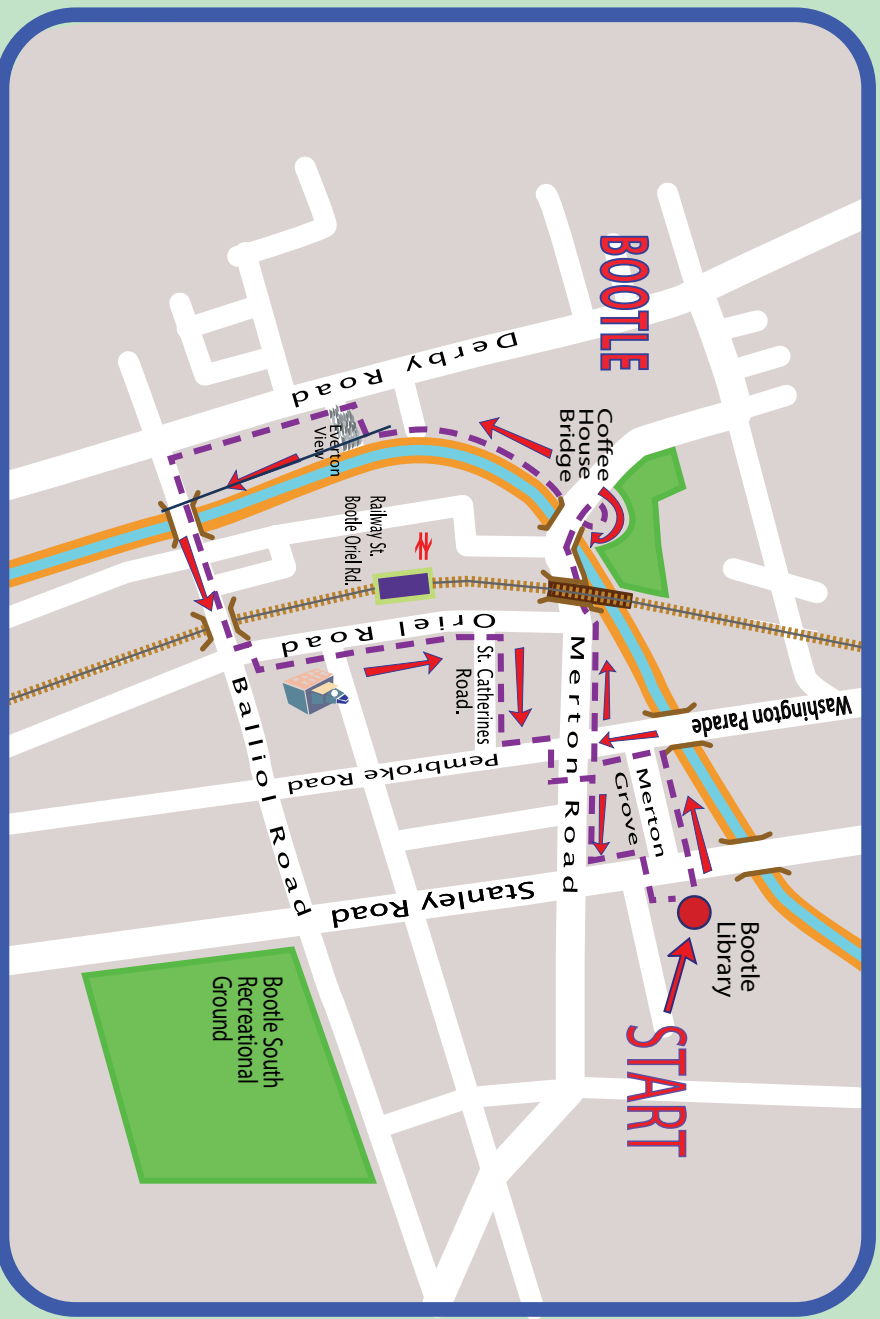 BOOTLE
Derby Road
Coffee
House
Bridge
Everton
View
Railway St.
Bootle Oriel Rd.
Oriel Road
St. Catherines
Road.
Merton Road
Washington Parade
Merton
Grove
Pembroke Road
Balliol Road
Stanley Road
Bootle
Library
START
Bootle South
Recreational
Ground